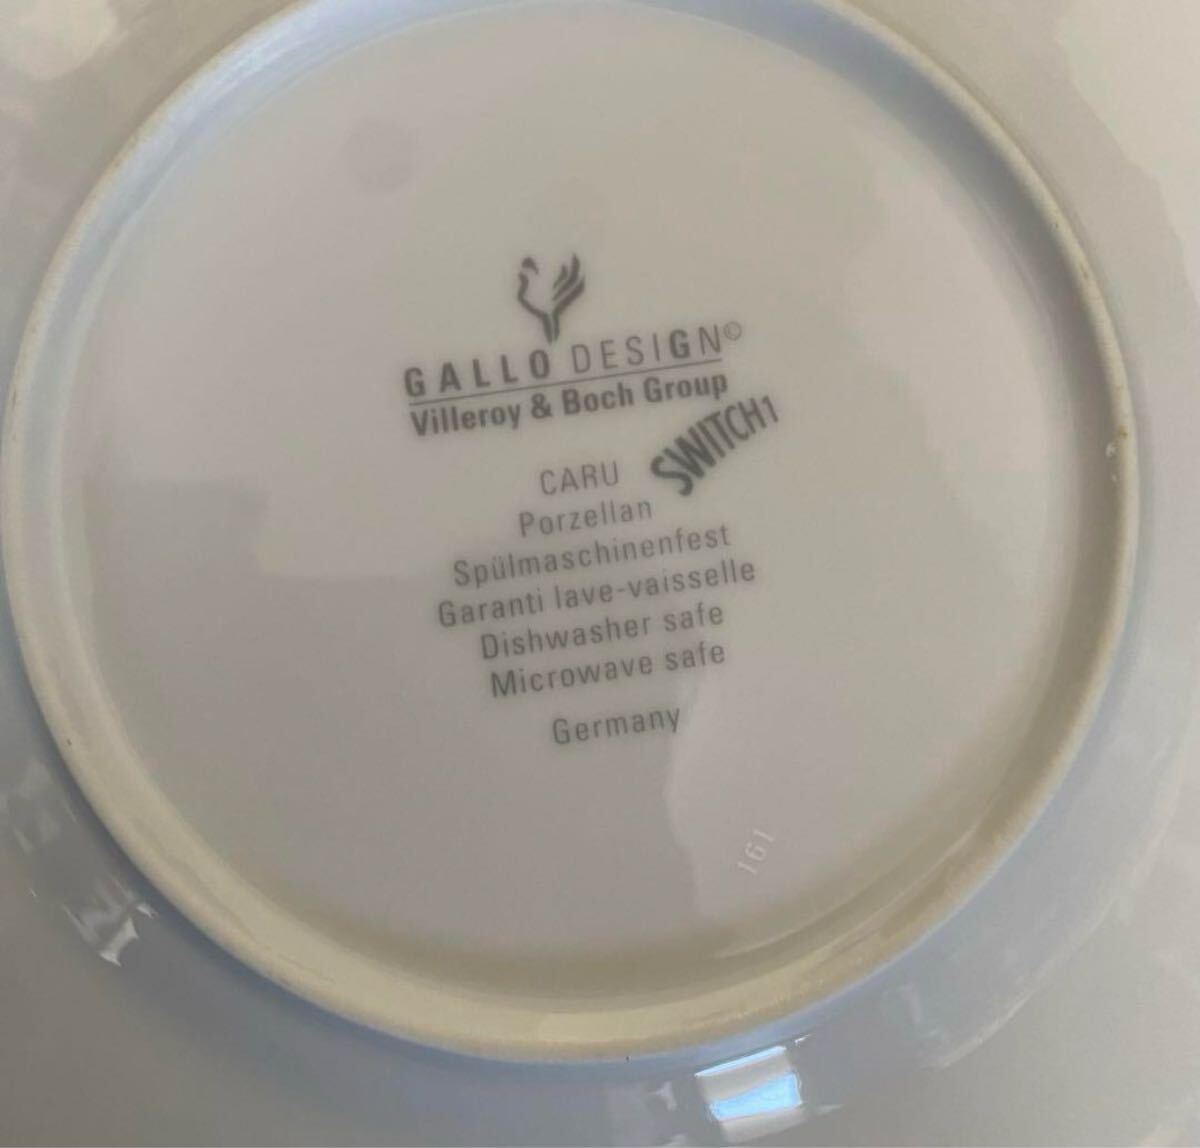 GALLO DESIGN©
Villeroy & Boch Group
SWITCH1
CARU
Porzellan
Spülmaschinenfest
Garanti lave-vaisselle
Dishwasher safe
Microwave safe
Germany
161